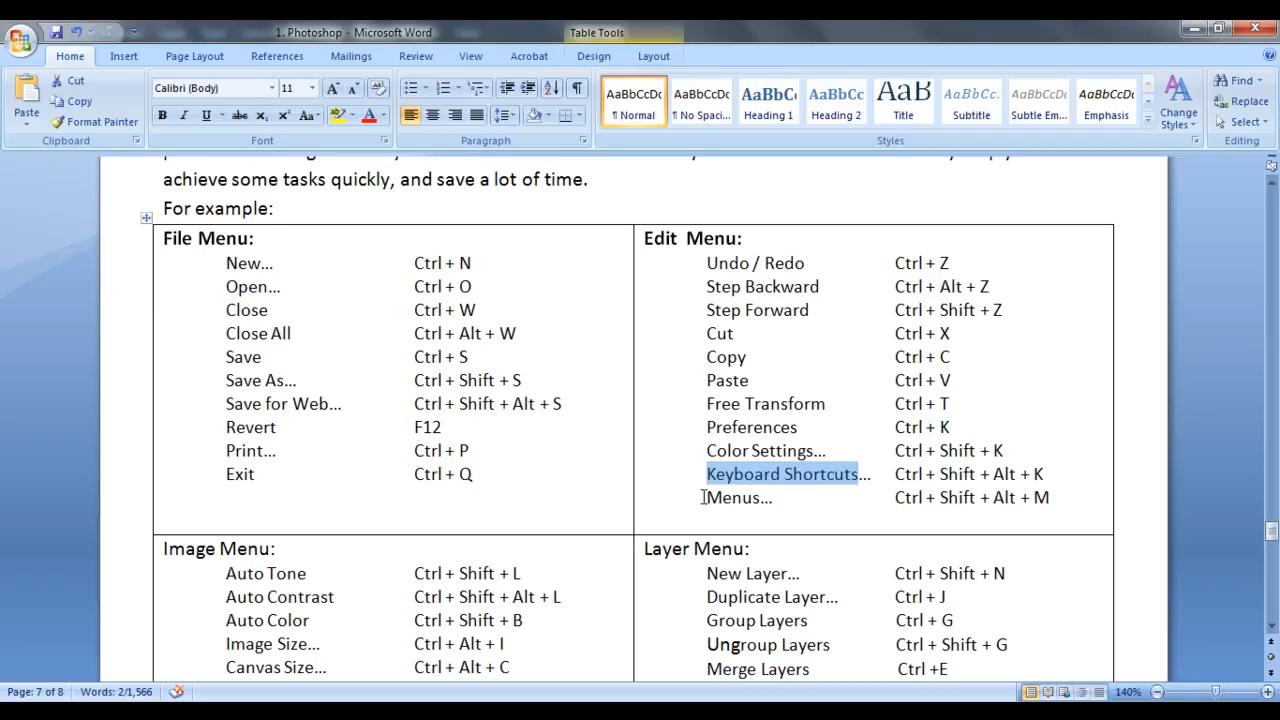 1. Photoshop - Microsoft Word
Table Tools
Home Insert Page Layout References Mailings Review View Acrobat Design Layout
Paste
Cut
Copy
Format Painter
Clipboard
Calibri (Body) 11
Font
Paragraph
AaBbCcDc ¶ Normal
AaBbCcDc ¶ No Spaci...
AaBbC Heading 1
AaBbCc Heading 2
AaB Title
AaBbCc. Subtitle
AaBbCcDc Subtle Em...
AaBbCcDc Emphasis
Change Styles
Styles
Find
Replace
Select
Editing
achieve some tasks quickly, and save a lot of time.
For example:
File Menu:
New... Ctrl + N
Open... Ctrl + O
Close Ctrl + W
Close All Ctrl + Alt + W
Save Ctrl + S
Save As... Ctrl + Shift + S
Save for Web... Ctrl + Shift + Alt + S
Revert F12
Print... Ctrl + P
Exit Ctrl + Q
Edit Menu:
Undo / Redo Ctrl + Z
Step Backward Ctrl + Alt + Z
Step Forward Ctrl + Shift + Z
Cut Ctrl + X
Copy Ctrl + C
Paste Ctrl + V
Free Transform Ctrl + T
Preferences Ctrl + K
Color Settings... Ctrl + Shift + K
Keyboard Shortcuts... Ctrl + Shift + Alt + K
Menus... Ctrl + Shift + Alt + M
Image Menu:
Auto Tone Ctrl + Shift + L
Auto Contrast Ctrl + Shift + Alt + L
Auto Color Ctrl + Shift + B
Image Size... Ctrl + Alt + I
Canvas Size... Ctrl + Alt + C
Layer Menu:
New Layer... Ctrl + Shift + N
Duplicate Layer... Ctrl + J
Group Layers Ctrl + G
Ungroup Layers Ctrl + Shift + G
Merge Layers Ctrl +E
Page: 7 of 8 Words: 2/1,566 140%